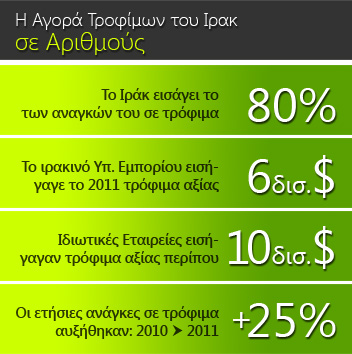 Η Αγορά Τροφίμων του Ιρακ
σε Αριθμούς
Το Ιράκ εισάγει το
των αναγκών του σε τρόφιμα
80%
Το ιρακινό Υπ. Εμπορίου εισή-
γαγε το 2011 τρόφιμα αξίας
6δισ.$
Ιδιωτικές Εταιρείες εισή-
γαγαν τρόφιμα αξίας περίπου
10δισ.$
Οι ετήσιες ανάγκες σε τρόφιμα
αυξήθηκαν: 2010 ➤ 2011
+25%